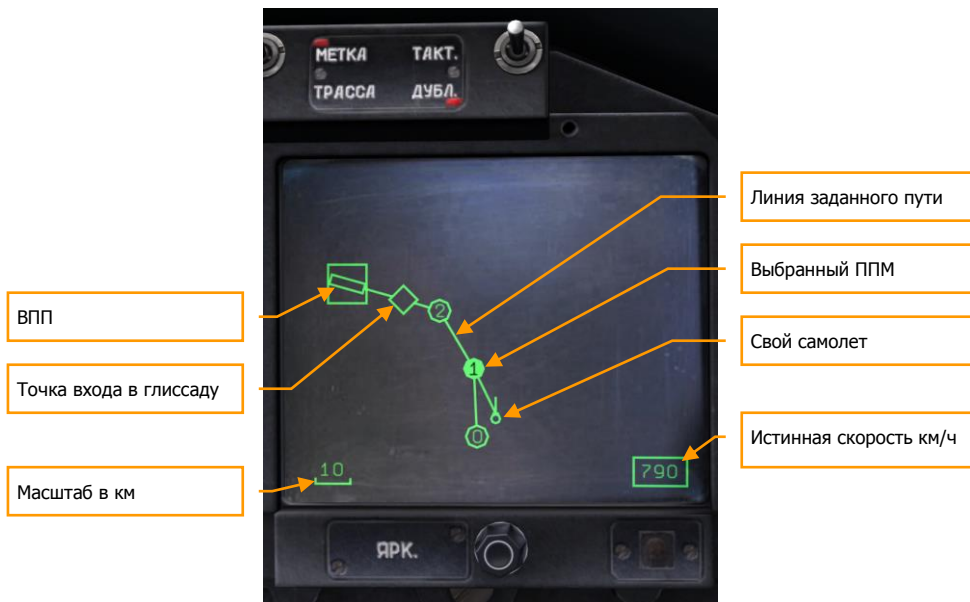 МЕТКА ТАКТ.
ТРАССА ДУБЛ.
Линия заданного пути
Выбранный ППМ
ВПП
Свой самолет
Точка входа в глиссаду
Истинная скорость км/ч
Масштаб в км
2
1
0
10
790
ЯРК.